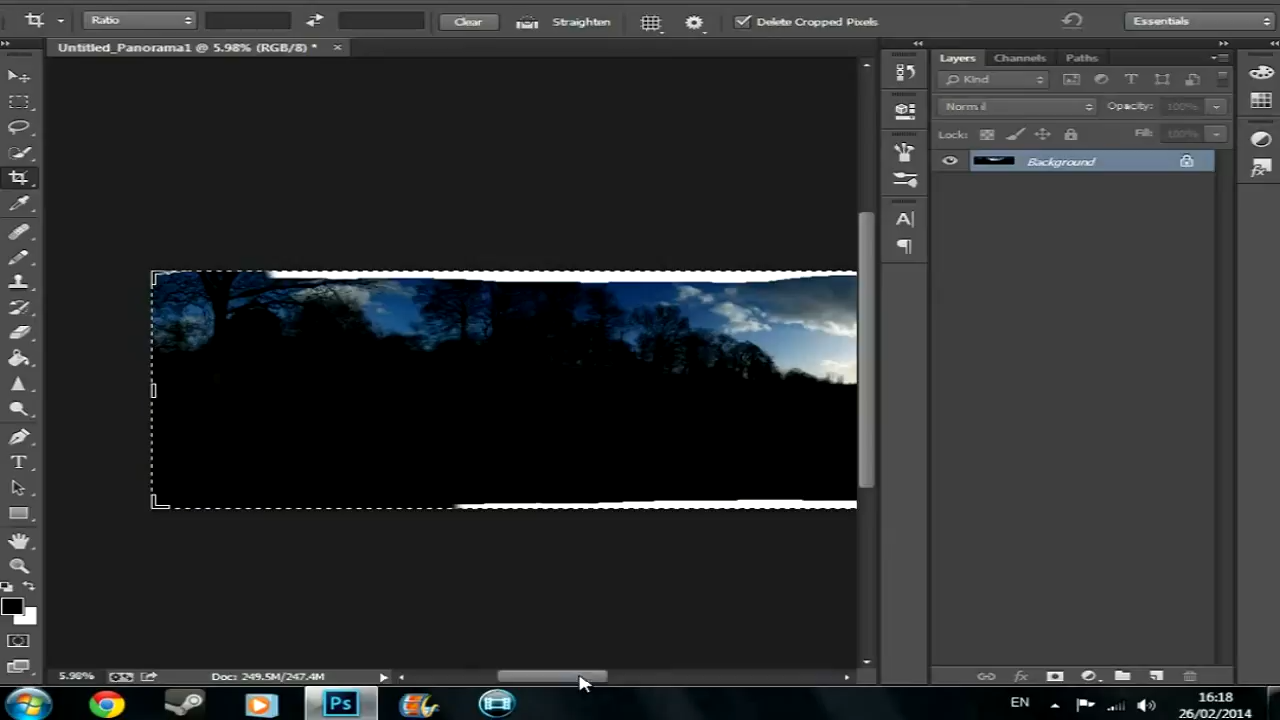 Ratio Clear Straighten Delete Cropped Pixels Essentials
Untitled_Panorama1 @ 5.98% (RGB/8) * ×
Layers Channels Paths
Kind
Normal Opacity: 100%
Lock: Fill: 100%
Background
5.98% Doc: 249.5M/247.4M
EN 16:18
26/02/2014